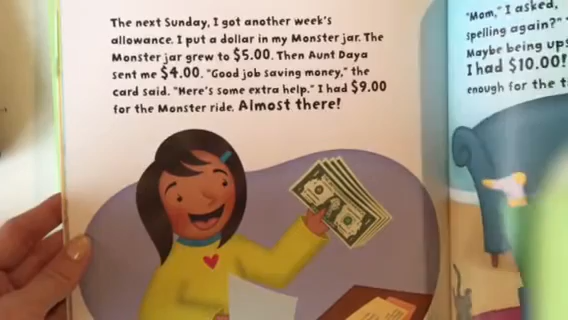 The next Sunday, I got another week's
allowance. I put a dollar in my Monster jar. The
Monster jar grew to $5.00. Then Aunt Daya
sent me $4.00. "Good job saving money," the
card said. "Here's some extra help." I had $9.00
for the Monster ride. Almost there!
"Mom," I asked,
spelling again?"
Maybe being ups
I had $10.00!
enough for the t